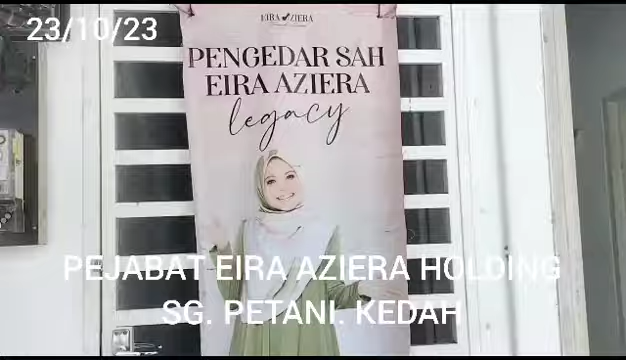 23/10/23
EIRA AZIERA
PENGEDAR SAH
EIRA AZIERA
legacy
PEJABAT EIRA AZIERA HOLDING
SG. PETANI. KEDAH